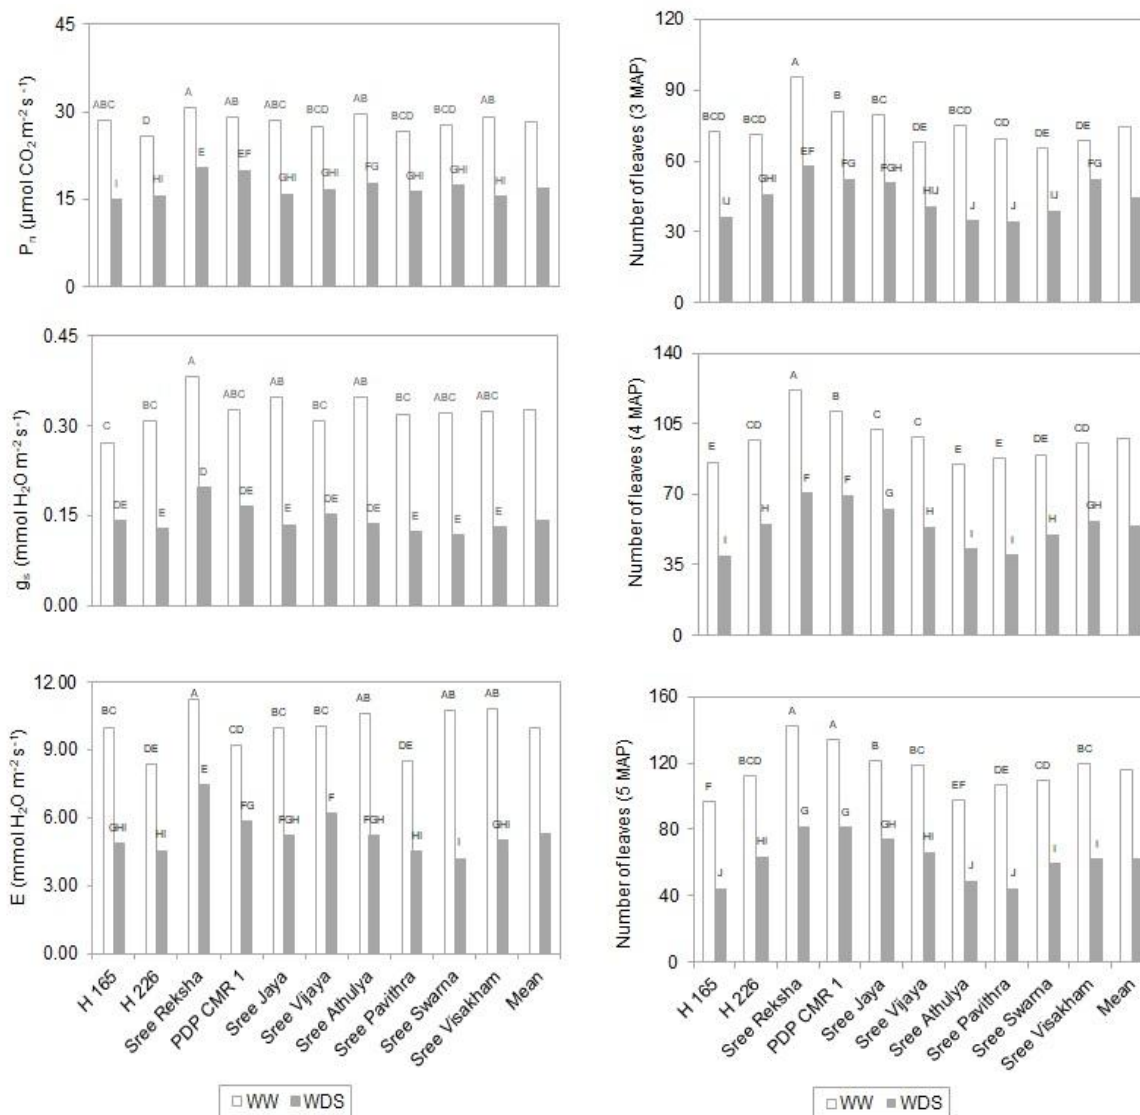 45
30
15
0
Pn (µmol CO2 m-2 s-1)
ABC D A AB ABC BCD AB BCD BCD AB
I HI E EF GHI GHI FG GHI GHI HI
0.45
0.30
0.15
0.00
gs (mmol H2O m-2 s-1)
C BC A ABC AB BC AB BC ABC ABC
DE E D DE E DE DE E E E
12.00
9.00
6.00
3.00
0.00
E (mmol H2O m-2 s-1)
BC DE A CD BC BC AB DE AB AB
GHI HI E FG FGH F FGH HI I GHI
H 165
H 226
Sree Reksha
PDP CMR 1
Sree Jaya
Sree Vijaya
Sree Athulya
Sree Pavithra
Sree Swarna
Sree Visakham
Mean
WW WDS
120
90
60
30
0
Number of leaves (3 MAP)
BCD BCD A B BC DE BCD CD DE DE
IJ GHI EF FG FGH HIJ J J IJ FG
140
105
70
35
0
Number of leaves (4 MAP)
E CD A B C C E E DE CD
I H F F G H I I H GH
160
120
80
40
0
Number of leaves (5 MAP)
F BCD A A B BC EF DE CD BC
J HI G G GH HI J J I I
H 165
H 226
Sree Reksha
PDP CMR 1
Sree Jaya
Sree Vijaya
Sree Athulya
Sree Pavithra
Sree Swarna
Sree Visakham
Mean
WW WDS